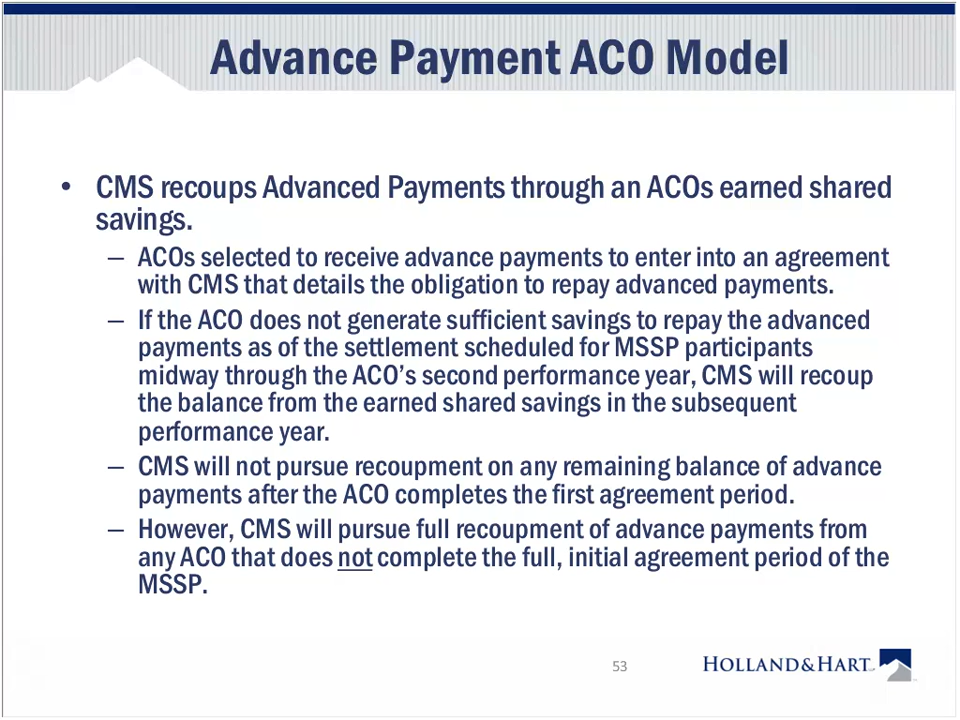 Advance Payment ACO Model
• CMS recoups Advanced Payments through an ACOs earned shared
savings.
– ACOs selected to receive advance payments to enter into an agreement
with CMS that details the obligation to repay advanced payments.
– If the ACO does not generate sufficient savings to repay the advanced
payments as of the settlement scheduled for MSSP participants
midway through the ACO's second performance year, CMS will recoup
the balance from the earned shared savings in the subsequent
performance year.
– CMS will not pursue recoupment on any remaining balance of advance
payments after the ACO completes the first agreement period.
– However, CMS will pursue full recoupment of advance payments from
any ACO that does not complete the full, initial agreement period of the
MSSP.
53
HOLLAND&HART